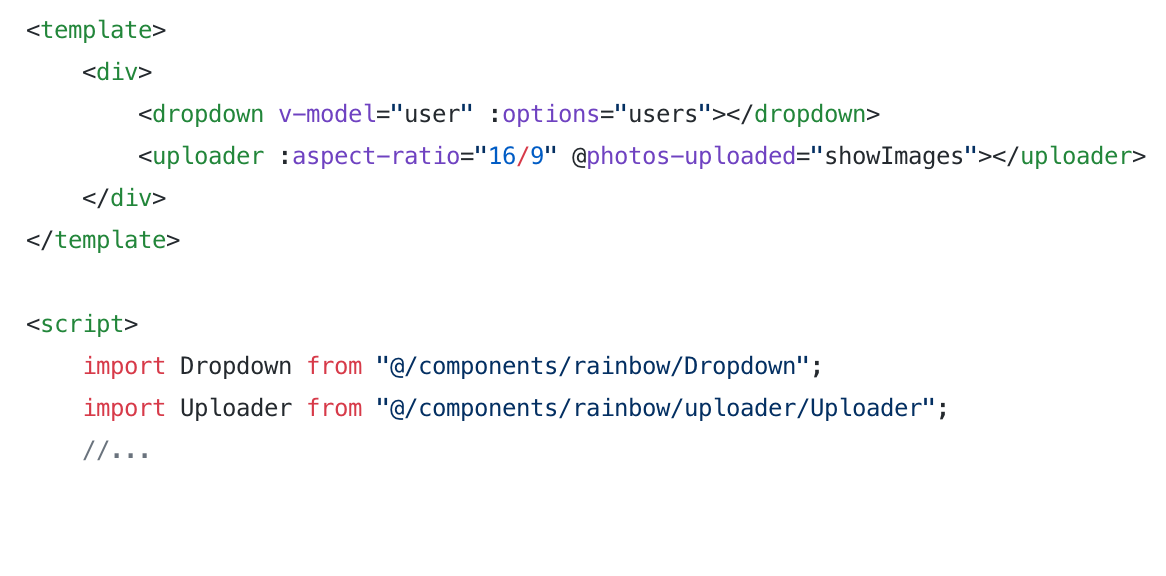 <template>
    <div>
        <dropdown v-model="user" :options="users"></dropdown>
        <uploader :aspect-ratio="16/9" @photos-uploaded="showImages"></uploader>
    </div>
</template>

<script>
    import Dropdown from "@/components/rainbow/Dropdown";
    import Uploader from "@/components/rainbow/uploader/Uploader";
    //...